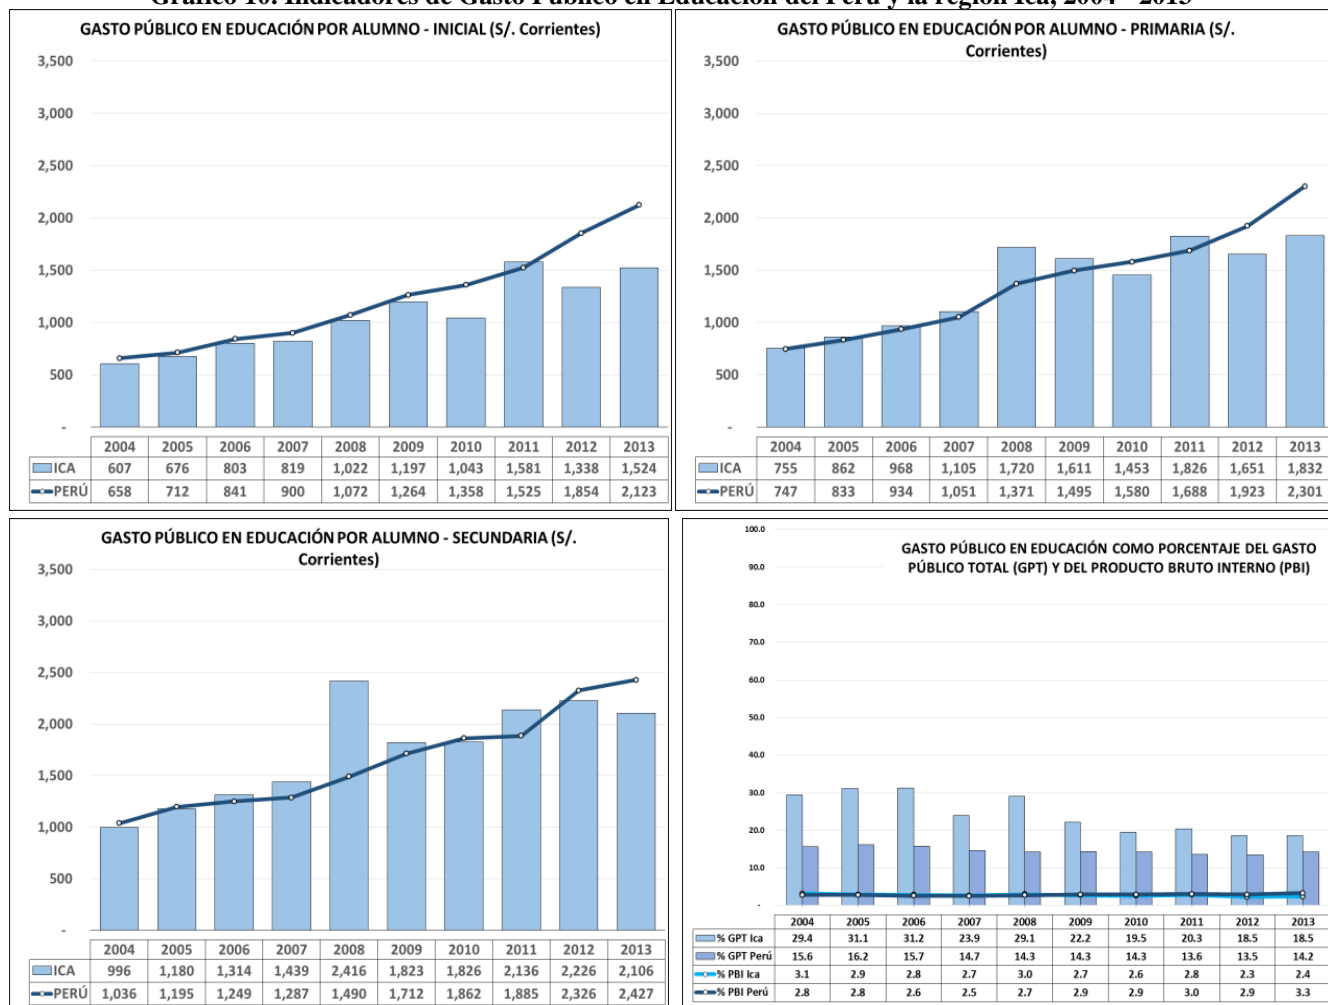 Gráfico 10. Indicadores de Gasto Público en Educación del Perú y la región Ica, 2004 - 2013
GASTO PÚBLICO EN EDUCACIÓN POR ALUMNO - INICIAL (S/. Corrientes)
3,500
3,000
2,500
2,000
1,500
1,000
500
-
2004 2005 2006 2007 2008 2009 2010 2011 2012 2013
ICA 607 676 803 819 1,022 1,197 1,043 1,581 1,338 1,524
PERÚ 658 712 841 900 1,072 1,264 1,358 1,525 1,854 2,123
GASTO PÚBLICO EN EDUCACIÓN POR ALUMNO - PRIMARIA (S/.
Corrientes)
3,500
3,000
2,500
2,000
1,500
1,000
500
-
2004 2005 2006 2007 2008 2009 2010 2011 2012 2013
ICA 755 862 968 1,105 1,720 1,611 1,453 1,826 1,651 1,832
PERÚ 747 833 934 1,051 1,371 1,495 1,580 1,688 1,923 2,301
GASTO PÚBLICO EN EDUCACIÓN POR ALUMNO - SECUNDARIA (S/.
Corrientes)
3,500
3,000
2,500
2,000
1,500
1,000
500
-
2004 2005 2006 2007 2008 2009 2010 2011 2012 2013
ICA 996 1,180 1,314 1,439 2,416 1,823 1,826 2,136 2,226 2,106
PERÚ 1,036 1,195 1,249 1,287 1,490 1,712 1,862 1,885 2,326 2,427
GASTO PÚBLICO EN EDUCACIÓN COMO PORCENTAJE DEL GASTO
PÚBLICO TOTAL (GPT) Y DEL PRODUCTO BRUTO INTERNO (PBI)
100.0
90.0
80.0
70.0
60.0
50.0
40.0
30.0
20.0
10.0
-
2004 2005 2006 2007 2008 2009 2010 2011 2012 2013
% GPT Ica 29.4 31.1 31.2 23.9 29.1 22.2 19.5 20.3 18.5 18.5
% GPT Perú 15.6 16.2 15.7 14.7 14.3 14.3 14.3 13.6 13.5 14.2
% PBI Ica 3.1 2.9 2.8 2.7 3.0 2.7 2.6 2.8 2.3 2.4
% PBI Perú 2.8 2.8 2.6 2.5 2.7 2.9 2.9 3.0 2.9 3.3